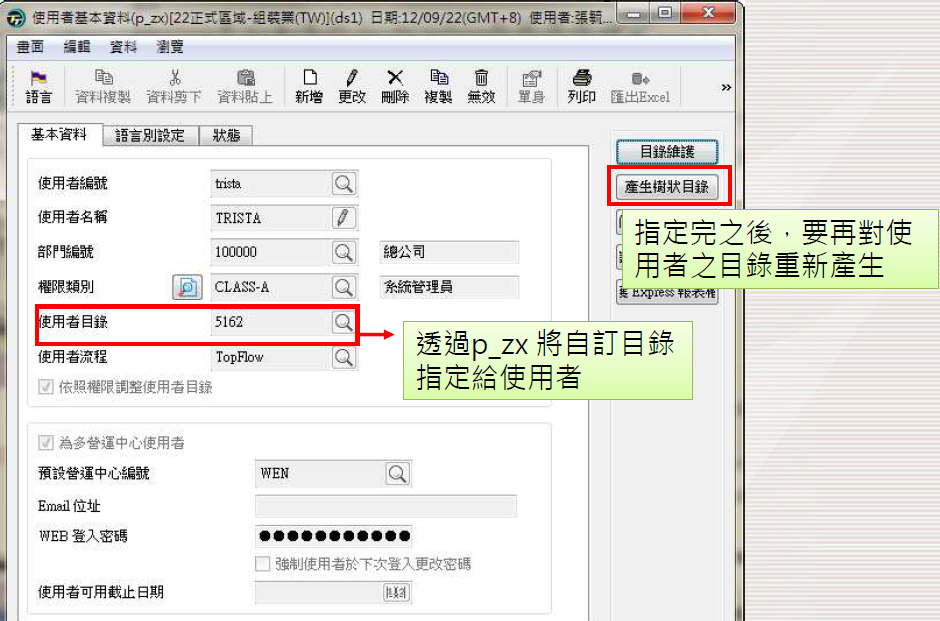 使用者基本資料(p_zx)[22正式區域-組裝業(TW)](ds1) 日期:12/09/22(GMT+8) 使用者:張毓...
畫面 編輯 資料 瀏覽
語言 資料複製 資料剪下 資料貼上 新增 更改 刪除 複製 無效 單身 列印 匯出Excel »
基本資料 語言別設定 狀態
目錄維護
產生樹狀目錄
指定完之後，要再對使
用者之目錄重新產生
Express 報表權
使用者編號 trista
使用者名稱 TRISTA
部門編號 100000 總公司
權限類別 CLASS-A 系統管理員
使用者目錄 5162
透過p_zx 將自訂目錄
指定給使用者
使用者流程 TopFlow
依照權限調整使用者目錄
為多營運中心使用者
預設營運中心編號 WEN
Email 位址
WEB 登入密碼 ●●●●●●●●●●●
強制使用者於下次登入更改密碼
使用者可用截止日期